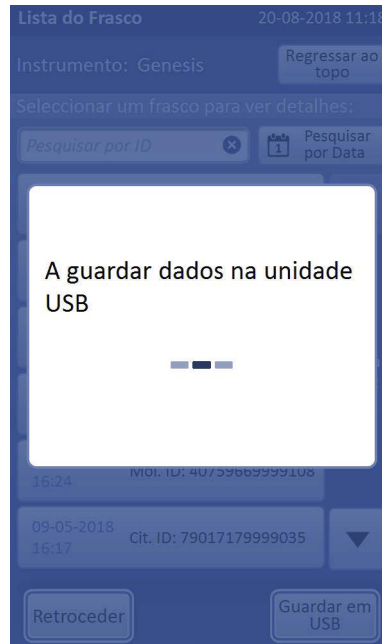 Lista do Frasco 20-08-2018 11:18
Instrumento: Genesis
Regressar ao
topo
Seleccionar um frasco para ver detalhes:
Pesquisar por ID
1
Pesquisar
por Data
A guardar dados na unidade
USB
16:24
Mol. ID: 40759669999108
09-05-2018
16:17
Cit. ID: 79017179999035
Retroceder
Guardar em
USB